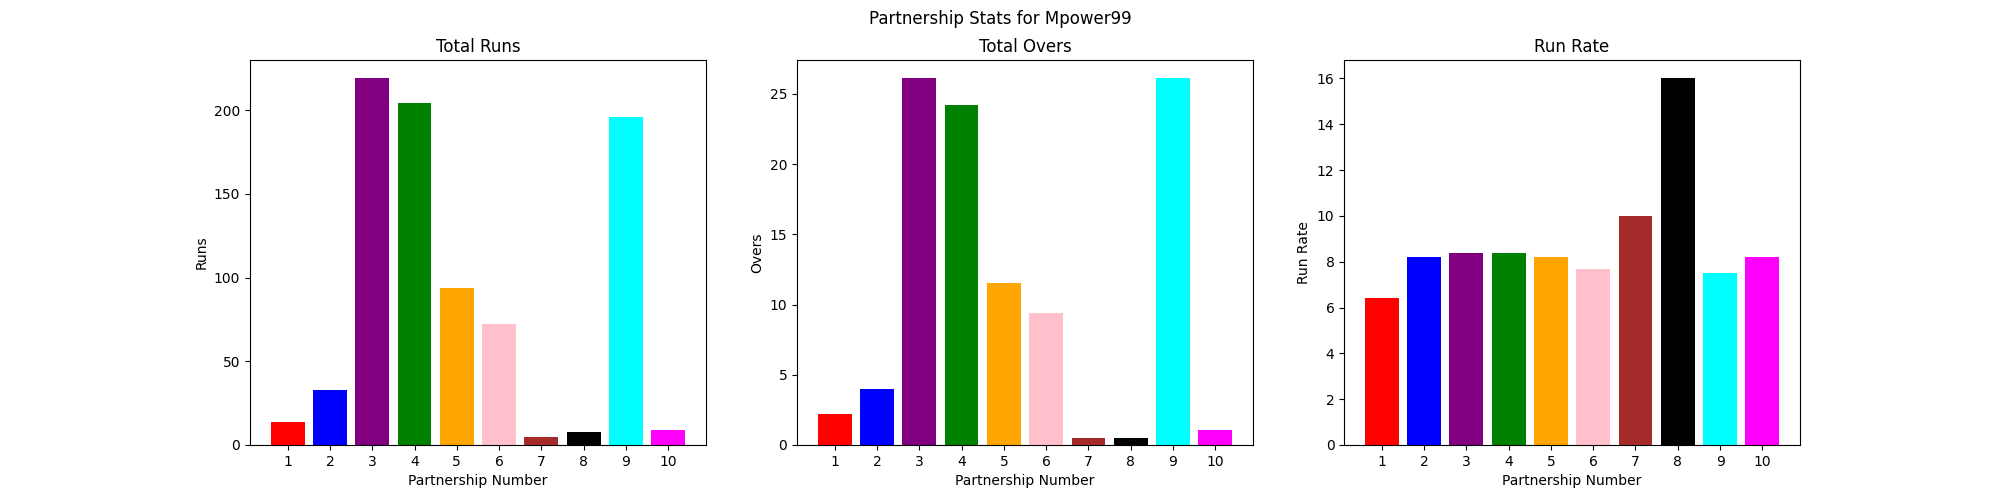 Partnership Stats for Mpower99
Total Runs
Runs
200
150
100
50
0
1 2 3 4 5 6 7 8 9 10
Partnership Number
Total Overs
Overs
25
20
15
10
5
0
1 2 3 4 5 6 7 8 9 10
Partnership Number
Run Rate
Run Rate
16
14
12
10
8
6
4
2
0
1 2 3 4 5 6 7 8 9 10
Partnership Number